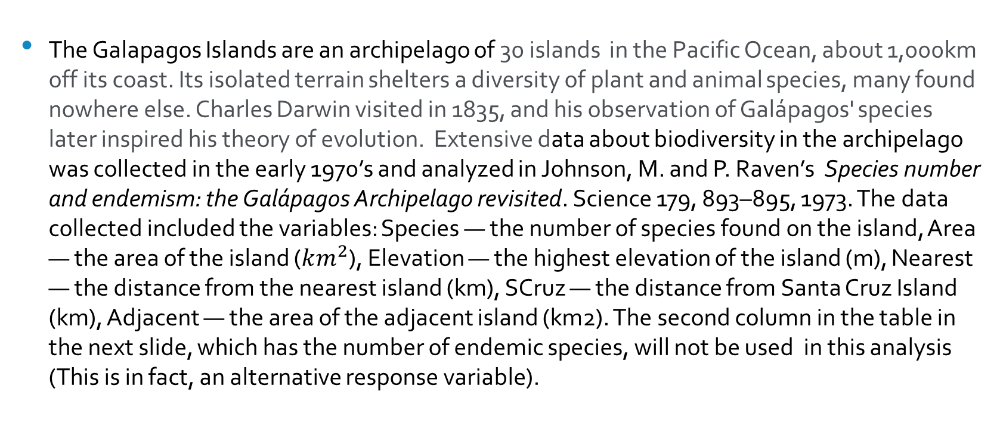 • The Galapagos Islands are an archipelago of 30 islands in the Pacific Ocean, about 1,000km
off its coast. Its isolated terrain shelters a diversity of plant and animal species, many found
nowhere else. Charles Darwin visited in 1835, and his observation of Galápagos' species
later inspired his theory of evolution. Extensive data about biodiversity in the archipelago
was collected in the early 1970’s and analyzed in Johnson, M. and P. Raven’s Species number
and endemism: the Galápagos Archipelago revisited. Science 179, 893–895, 1973. The data
collected included the variables: Species — the number of species found on the island, Area
— the area of the island (km²), Elevation — the highest elevation of the island (m), Nearest
— the distance from the nearest island (km), SCruz — the distance from Santa Cruz Island
(km), Adjacent — the area of the adjacent island (km2). The second column in the table in
the next slide, which has the number of endemic species, will not be used in this analysis
(This is in fact, an alternative response variable).